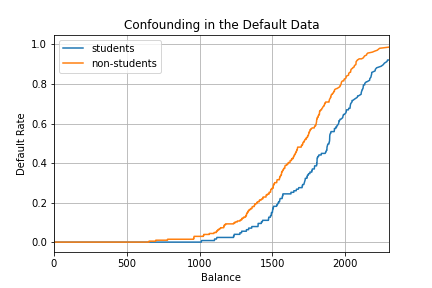 Confounding in the Default Data
students
non-students
1.0
0.8
0.6
0.4
0.2
0.0
Default Rate
0
500
1000
1500
2000
Balance